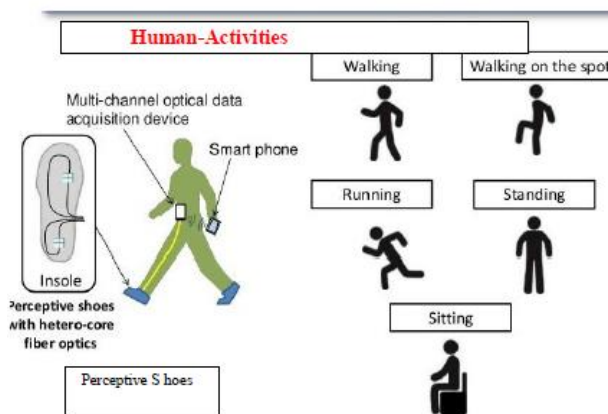 Human-Activities
Walking
Walking on the spot
Multi-channel optical data
acquisition device
Smart phone
Running
Standing
Insole
Perceptive shoes
with hetero-core
fiber optics
Sitting
Perceptive S hoes